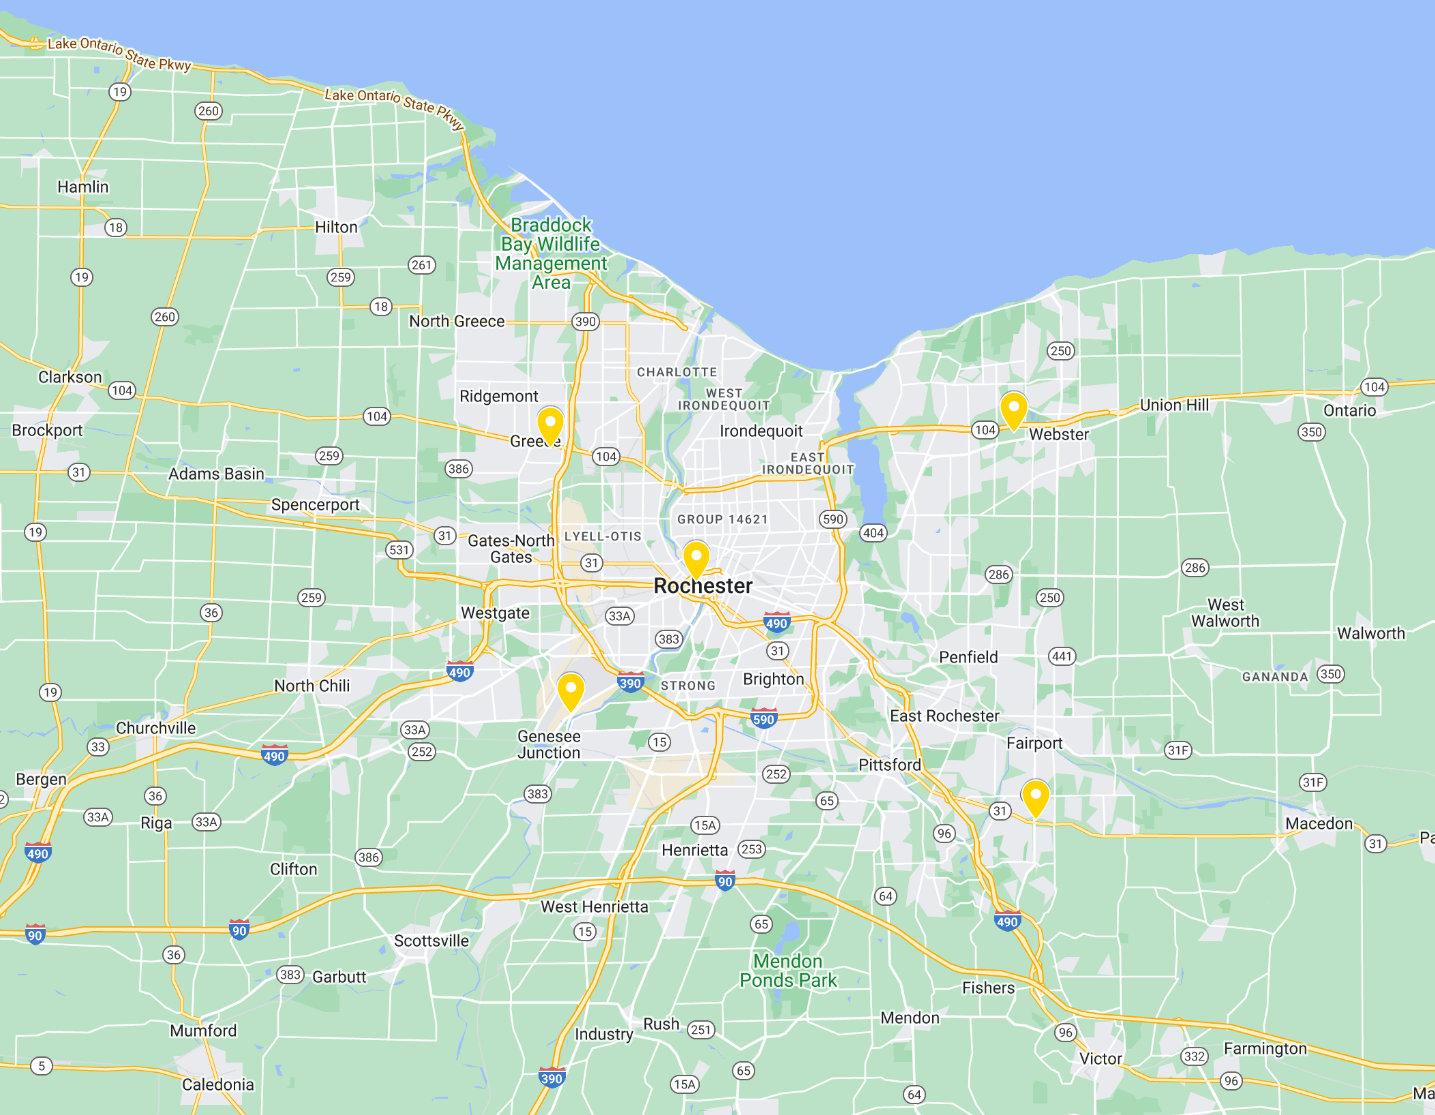 Lake Ontario State Pkwy
19
260
Lake Ontario State Pkwy
Hamlin
18
Hilton
Braddock
Bay Wildlife
Management
Area
19
259
261
18
260
North Greece
390
250
CHARLOTTE
Clarkson
104
Ridgemont
WEST
IRONDEQUOIT
104
Union Hill
Ontario
104
Brockport
Greece
Irondequoit
104
Webster
350
259
104
EAST
IRONDEQUOIT
31
Adams Basin
386
Spencerport
GROUP 14621
590
404
19
31
LYELL-OTIS
531
Gates-North
Gates
31
286
286
Rochester
259
36
Westgate
33A
490
250
West
Walworth
383
31
Walworth
490
390
Penfield
441
North Chili
STRONG
Brighton
GANANDA
350
19
590
East Rochester
Churchville
33A
Genesee
Junction
15
Fairport
33
490
252
31F
Bergen
252
Pittsford
31F
36
383
65
31
33A
Riga
33A
15A
96
Macedon
31
Pa
490
386
Henrietta
253
Clifton
90
64
West Henrietta
490
90
90
15
65
Scottsville
36
383
Garbutt
Mendon
Ponds Park
Fishers
Mumford
Industry
Rush
251
Mendon
96
Victor
332
Farmington
5
Caledonia
390
15A
65
64
96
Ma